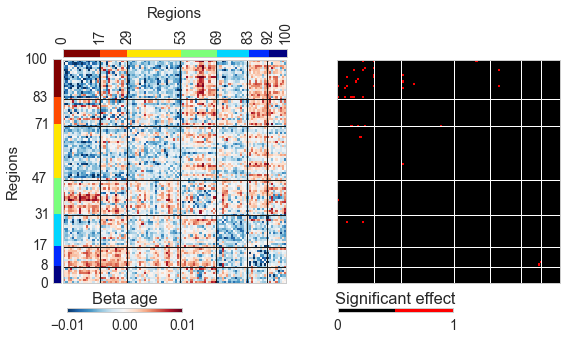 Regions
0 17 29 53 69 83 92 100
100
83
71
47
31
17
8
0
Regions
Beta age
−0.01 0.00 0.01
Significant effect
0 1